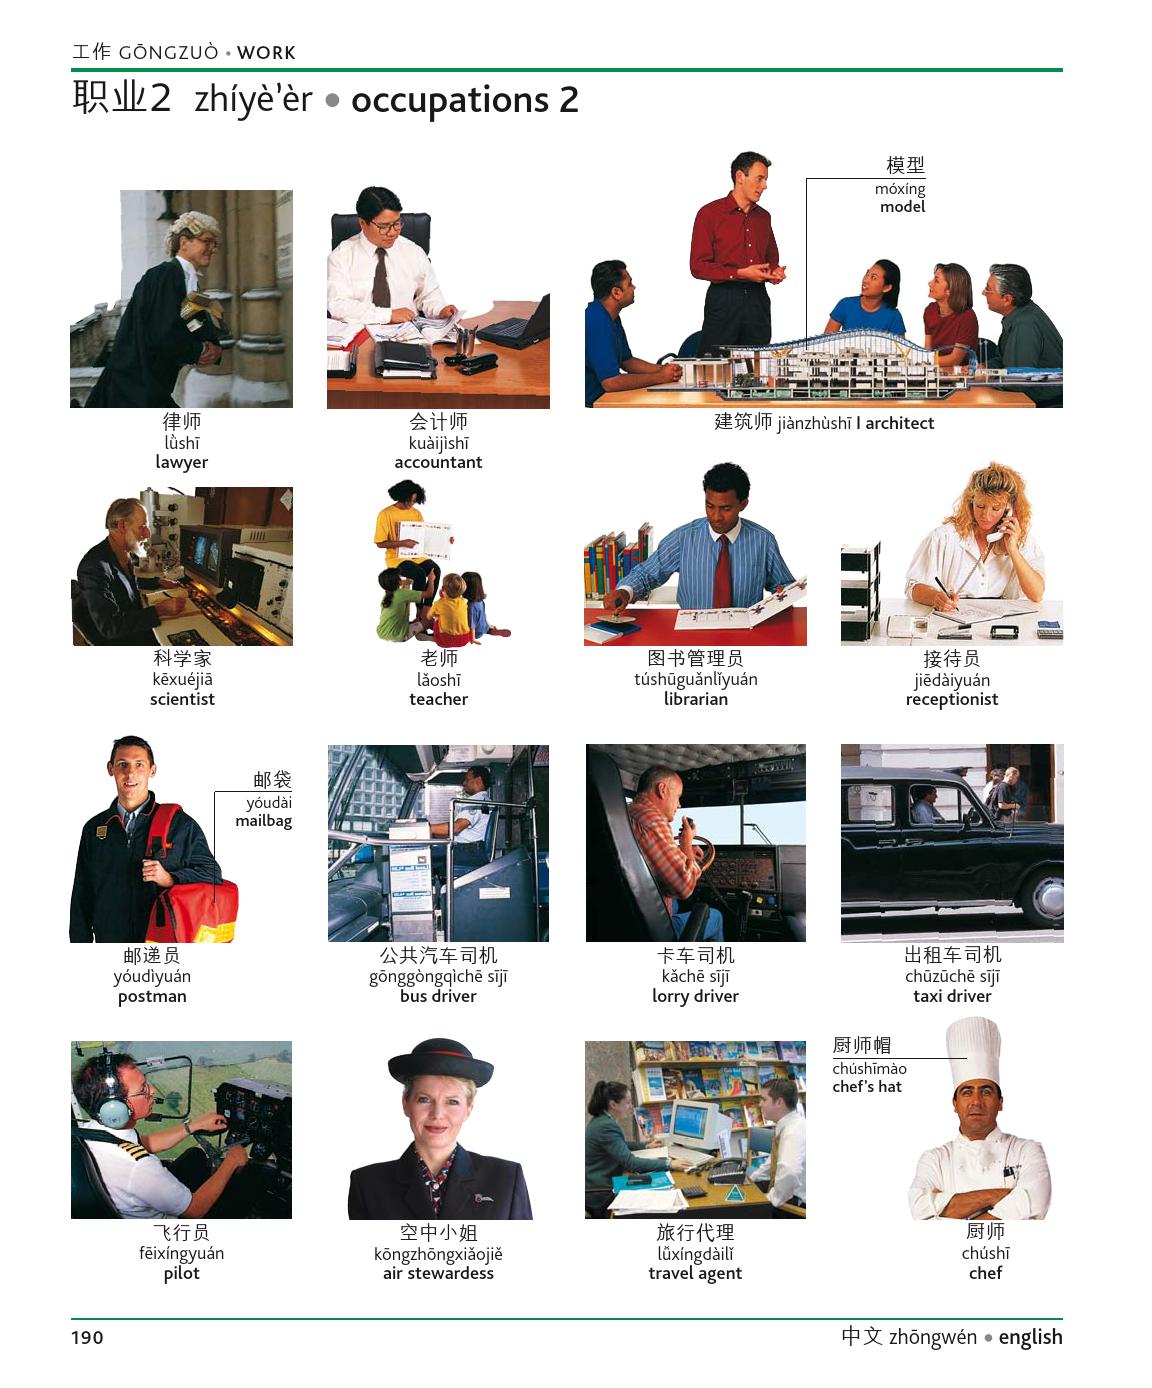 工作 GŌNGZUÒ • WORK
职业2 zhíyè’èr • occupations 2
模型
móxíng
model
律师
lǜshī
lawyer
会计师
kuàijìshī
accountant
建筑师 jiànzhùshī I architect
科学家
kēxuéjiā
scientist
老师
lǎoshī
teacher
图书管理员
túshūguǎnlǐyuán
librarian
接待员
jiēdàiyuán
receptionist
邮袋
yóudài
mailbag
邮递员
yóudìyuán
postman
公共汽车司机
gōnggòngqìchē sījī
bus driver
卡车司机
kǎchē sījī
lorry driver
出租车司机
chūzūchē sījī
taxi driver
飞行员
fēixíngyuán
pilot
空中小姐
kōngzhōngxiǎojiě
air stewardess
旅行代理
lǚxíngdàilǐ
travel agent
厨师帽
chúshīmào
chef’s hat
厨师
chúshī
chef
190
中文 zhōngwén • english